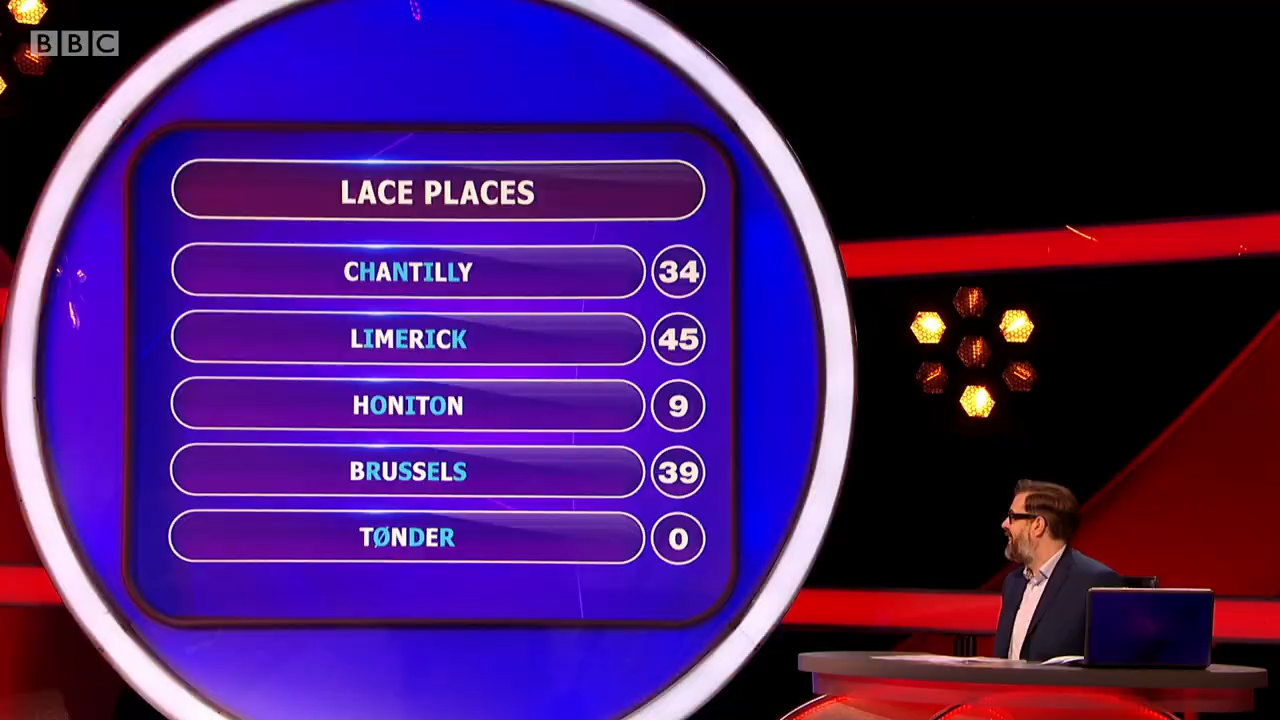 BBC
LACE PLACES
CHANTILLY 34
LIMERICK 45
HONITON 9
BRUSSELS 39
TØNDER 0